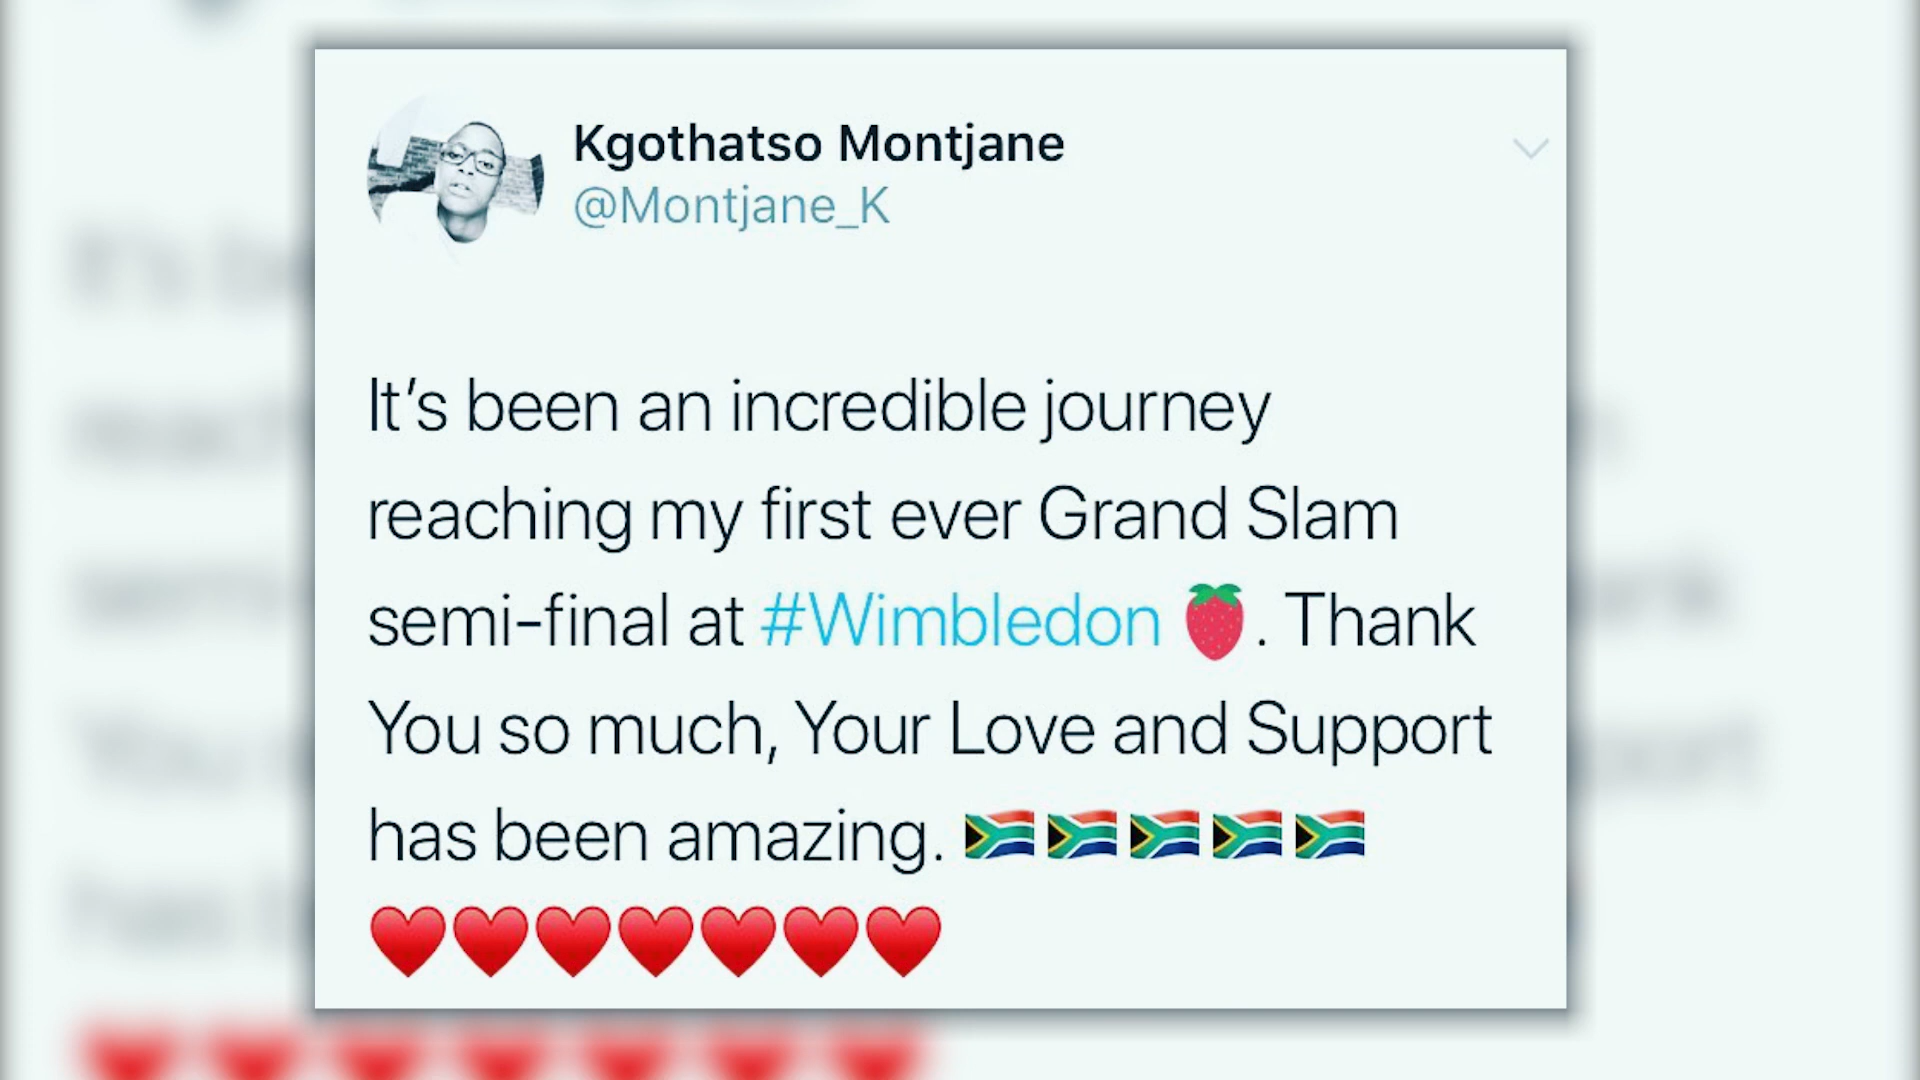 Kgothatso Montjane
@Montjane_K
It's been an incredible journey
reaching my first ever Grand Slam
semi-final at #Wimbledon 🍓. Thank
You so much, Your Love and Support
has been amazing. 🇿🇦🇿🇦🇿🇦🇿🇦🇿🇦
❤️❤️❤️❤️❤️❤️❤️